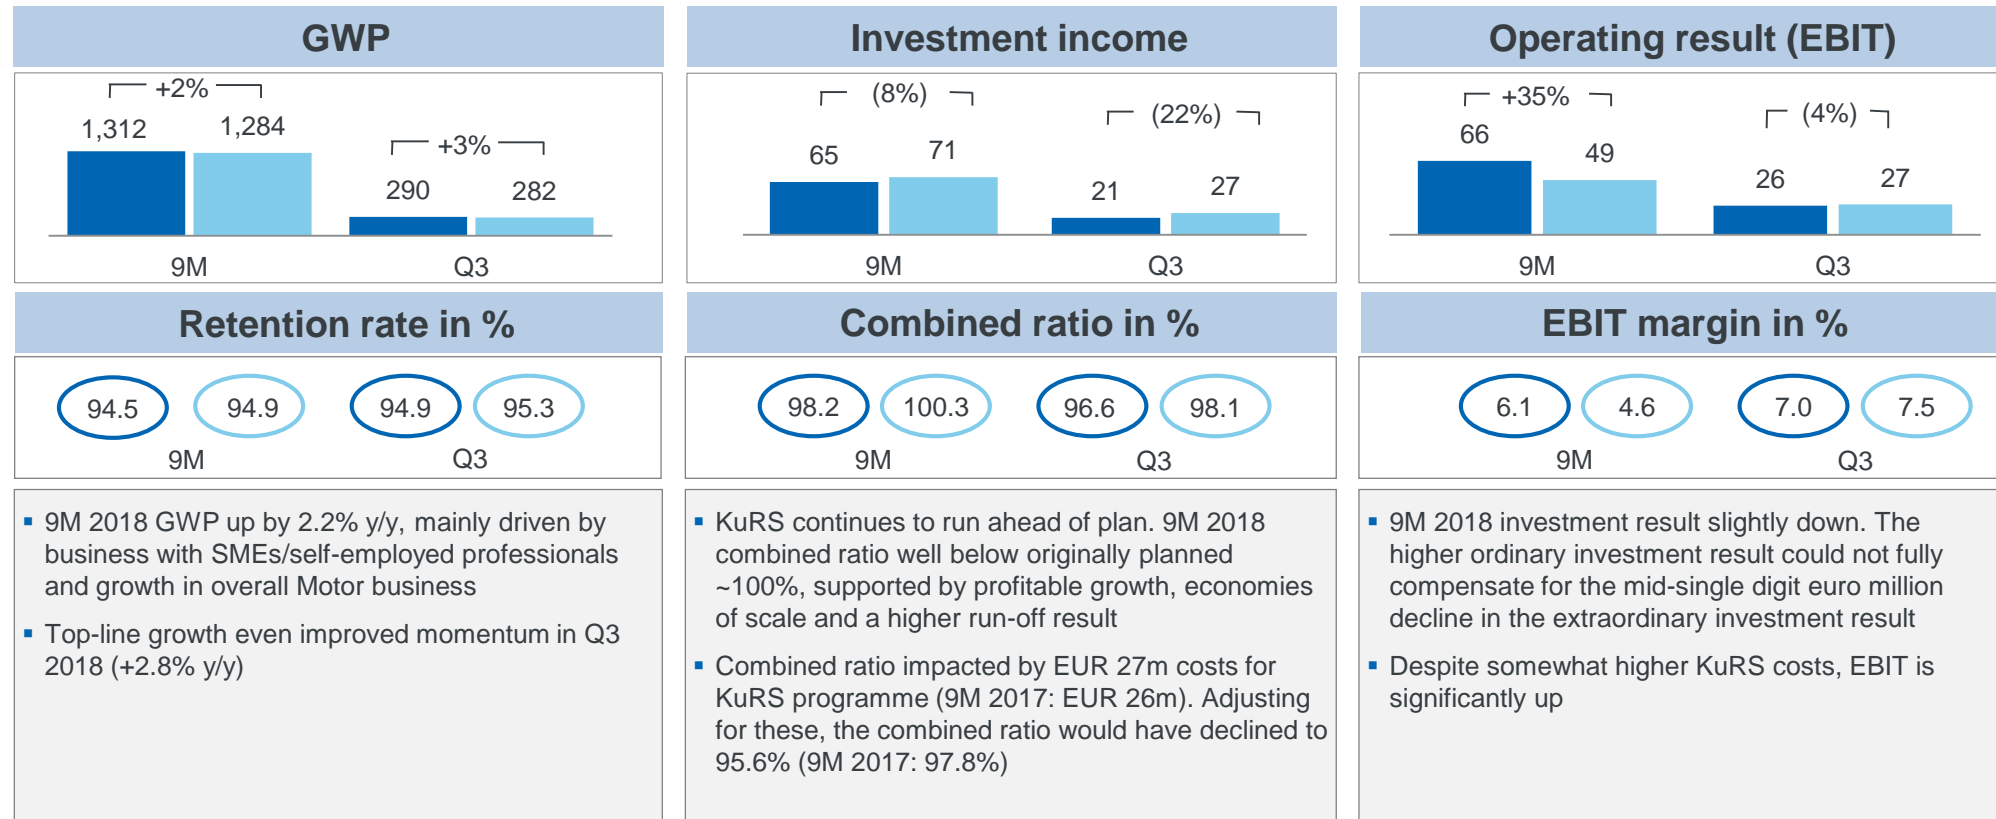 GWP
+2%
1,312
1,284
+3%
290
282
9M
Q3
Investment income
(8%)
(22%)
65
71
21
27
9M
Q3
Operating result (EBIT)
+35%
(4%)
66
49
26
27
9M
Q3
Retention rate in %
94.5
94.9
94.9
95.3
9M
Q3
Combined ratio in %
98.2
100.3
96.6
98.1
9M
Q3
EBIT margin in %
6.1
4.6
7.0
7.5
9M
Q3
▪ 9M 2018 GWP up by 2.2% y/y, mainly driven by
business with SMEs/self-employed professionals
and growth in overall Motor business
▪ Top-line growth even improved momentum in Q3
2018 (+2.8% y/y)
▪ KuRS continues to run ahead of plan. 9M 2018
combined ratio well below originally planned
~100%, supported by profitable growth, economies
of scale and a higher run-off result
▪ Combined ratio impacted by EUR 27m costs for
KuRS programme (9M 2017: EUR 26m). Adjusting
for these, the combined ratio would have declined to
95.6% (9M 2017: 97.8%)
▪ 9M 2018 investment result slightly down. The
higher ordinary investment result could not fully
compensate for the mid-single digit euro million
decline in the extraordinary investment result
▪ Despite somewhat higher KuRS costs, EBIT is
significantly up